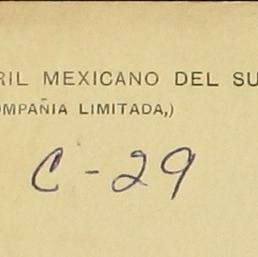 RIL MEXICANO DEL SU
OMPAÑIA LIMITADA,)
C-29